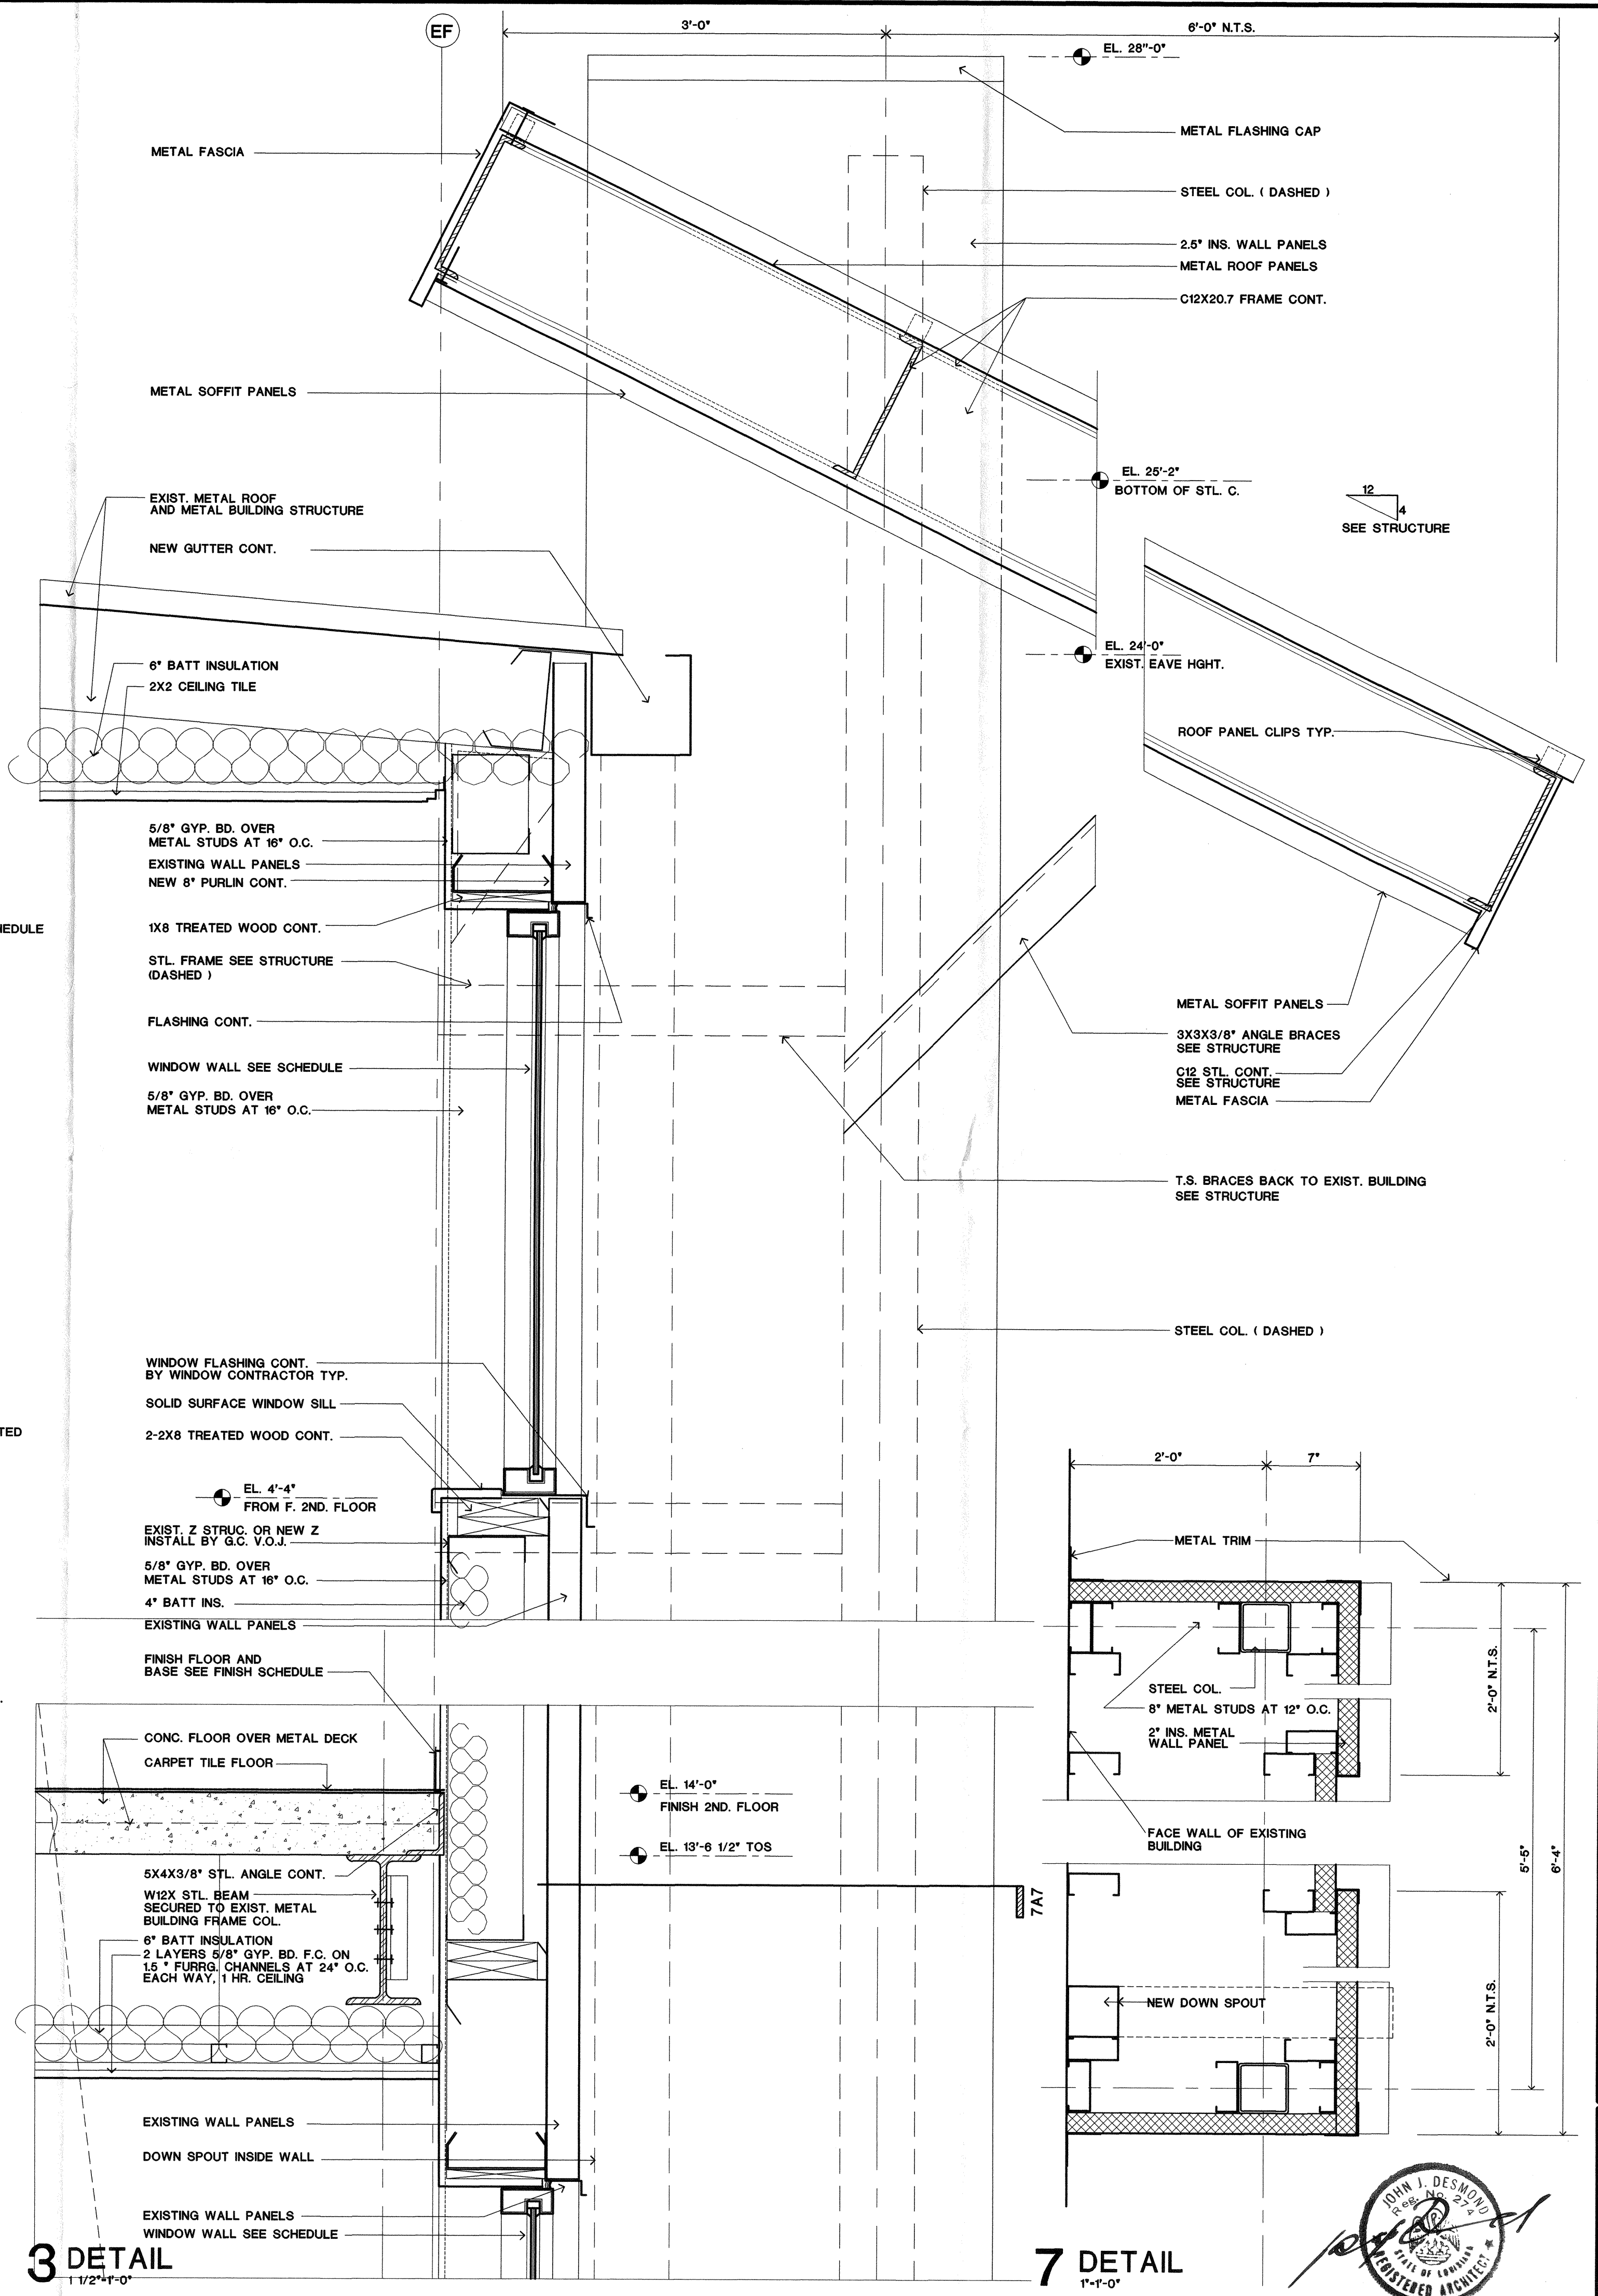 EF
3'-0"
6'-0" N.T.S.
EL. 28"-0"
METAL FLASHING CAP
METAL FASCIA
STEEL COL. ( DASHED )
2.5" INS. WALL PANELS
METAL ROOF PANELS
C12X20.7 FRAME CONT.
METAL SOFFIT PANELS
EL. 25'-2"
BOTTOM OF STL. C.
12
4
SEE STRUCTURE
EXIST. METAL ROOF
AND METAL BUILDING STRUCTURE
NEW GUTTER CONT.
EL. 24'-0"
EXIST. EAVE HGHT.
6" BATT INSULATION
2X2 CEILING TILE
ROOF PANEL CLIPS TYP.
5/8" GYP. BD. OVER
METAL STUDS AT 16" O.C.
EXISTING WALL PANELS
NEW 8" PURLIN CONT.
1X8 TREATED WOOD CONT.
STL. FRAME SEE STRUCTURE
(DASHED )
FLASHING CONT.
WINDOW WALL SEE SCHEDULE
5/8" GYP. BD. OVER
METAL STUDS AT 16" O.C.
METAL SOFFIT PANELS
3X3X3/8" ANGLE BRACES
SEE STRUCTURE
C12 STL. CONT.
SEE STRUCTURE
METAL FASCIA
T.S. BRACES BACK TO EXIST. BUILDING
SEE STRUCTURE
STEEL COL. ( DASHED )
WINDOW FLASHING CONT.
BY WINDOW CONTRACTOR TYP.
SOLID SURFACE WINDOW SILL
2-2X8 TREATED WOOD CONT.
EL. 4'-4"
FROM F. 2ND. FLOOR
EXIST. Z STRUC. OR NEW Z
INSTALL BY G.C. V.O.J.
5/8" GYP. BD. OVER
METAL STUDS AT 16" O.C.
4" BATT INS.
EXISTING WALL PANELS
FINISH FLOOR AND
BASE SEE FINISH SCHEDULE
CONC. FLOOR OVER METAL DECK
CARPET TILE FLOOR
EL. 14'-0"
FINISH 2ND. FLOOR
EL. 13'-6 1/2" TOS
5X4X3/8" STL. ANGLE CONT.
W12X STL. BEAM
SECURED TO EXIST. METAL
BUILDING FRAME COL.
6" BATT INSULATION
2 LAYERS 5/8" GYP. BD. F.C. ON
1.5 " FURRG. CHANNELS AT 24" O.C.
EACH WAY, 1 HR. CEILING
7A7
EXISTING WALL PANELS
DOWN SPOUT INSIDE WALL
EXISTING WALL PANELS
WINDOW WALL SEE SCHEDULE
3 DETAIL
1 1/2"=1'-0"
2'-0"
7"
METAL TRIM
STEEL COL.
8" METAL STUDS AT 12" O.C.
2" INS. METAL
WALL PANEL
2'-0" N.T.S.
5'-5"
6'-4"
FACE WALL OF EXISTING
BUILDING
NEW DOWN SPOUT
2'-0" N.T.S.
7 DETAIL
1"=1'-0"
JOHN J. DESMOND
Reg. No. 274
STATE OF LOUISIANA
REGISTERED ARCHITECT
HEDULE
TED